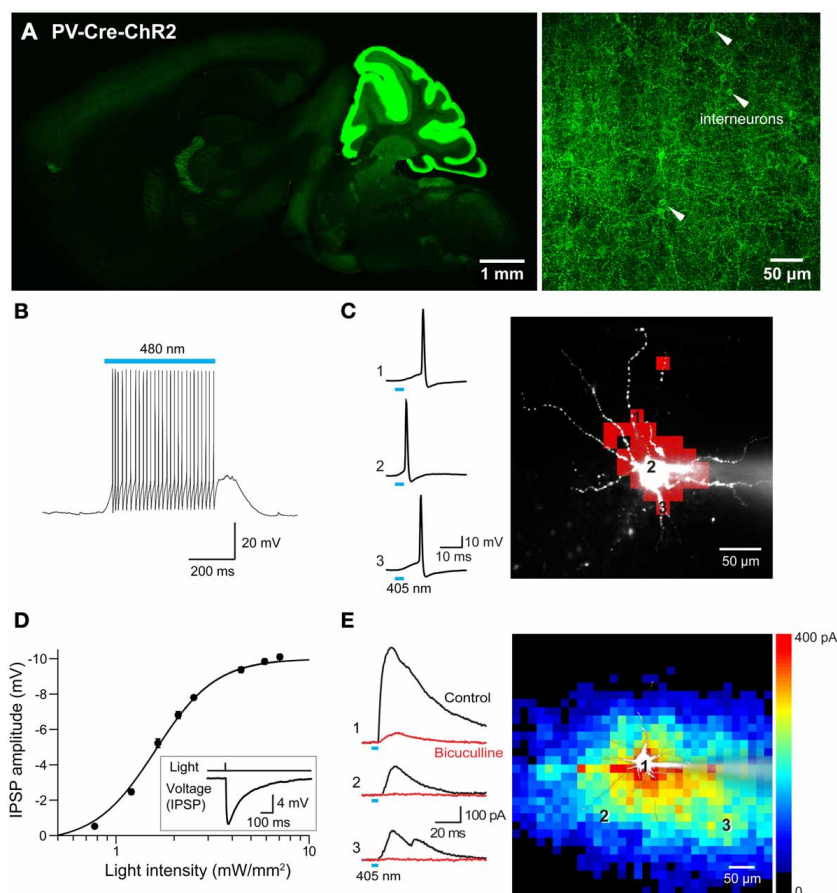 A PV-Cre-ChR2
interneurons
1 mm
50 µm
B
480 nm
20 mV
200 ms
C
1
2
3
10 mV
10 ms
405 nm
1
2
3
50 µm
D
IPSP amplitude (mV)
-10
-8
-6
-4
-2
0
Light
Voltage
(IPSP)
4 mV
100 ms
1
10
Light intensity (mW/mm²)
E
Control
1
Bicuculline
2
3
100 pA
20 ms
405 nm
1
2
3
50 µm
400 pA
0